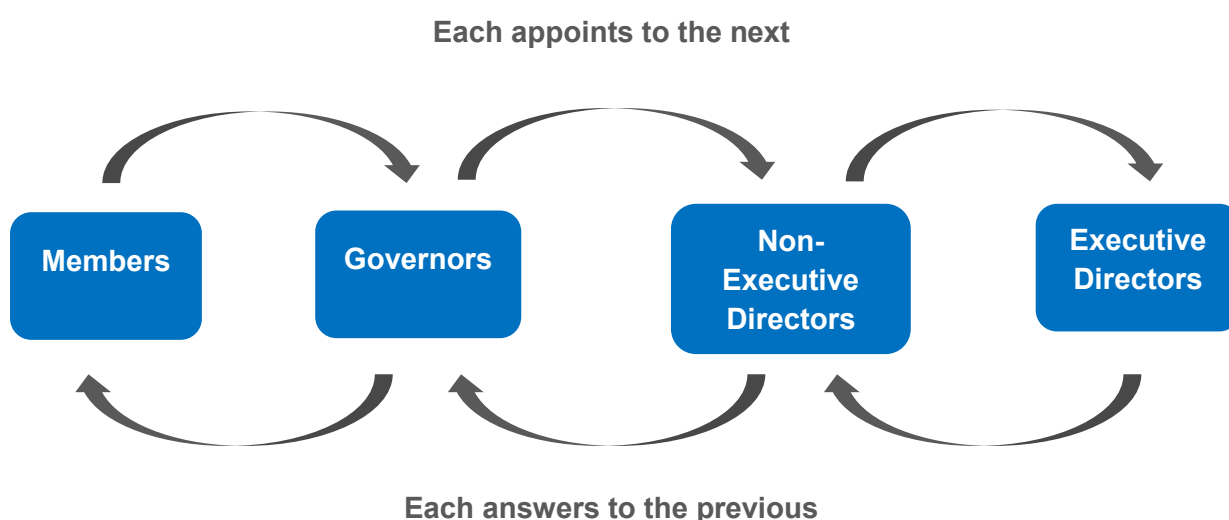 Each appoints to the next
Members
Governors
Non-
Executive
Directors
Executive
Directors
Each answers to the previous